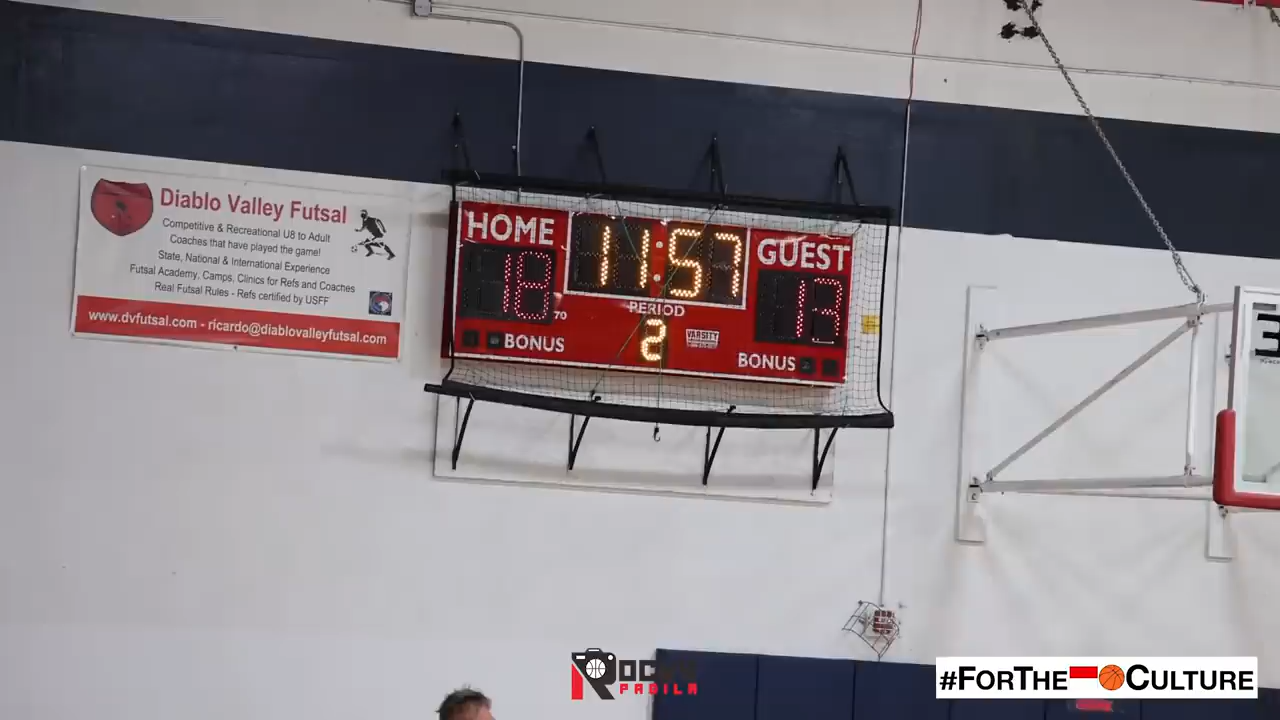 Diablo Valley Futsal
Competitive & Recreational U8 to Adult
Coaches that have played the game!
State, National & International Experience
Futsal Academy, Camps, Clinics for Refs and Coaches
Real Futsal Rules - Refs certified by USFF
www.dvfutsal.com - ricardo@diablovalleyfutsal.com
HOME
11:57
GUEST
18
13
PERIOD
2
VARSITY
BONUS
BONUS
3
PADILA
#FORTHE CULTURE